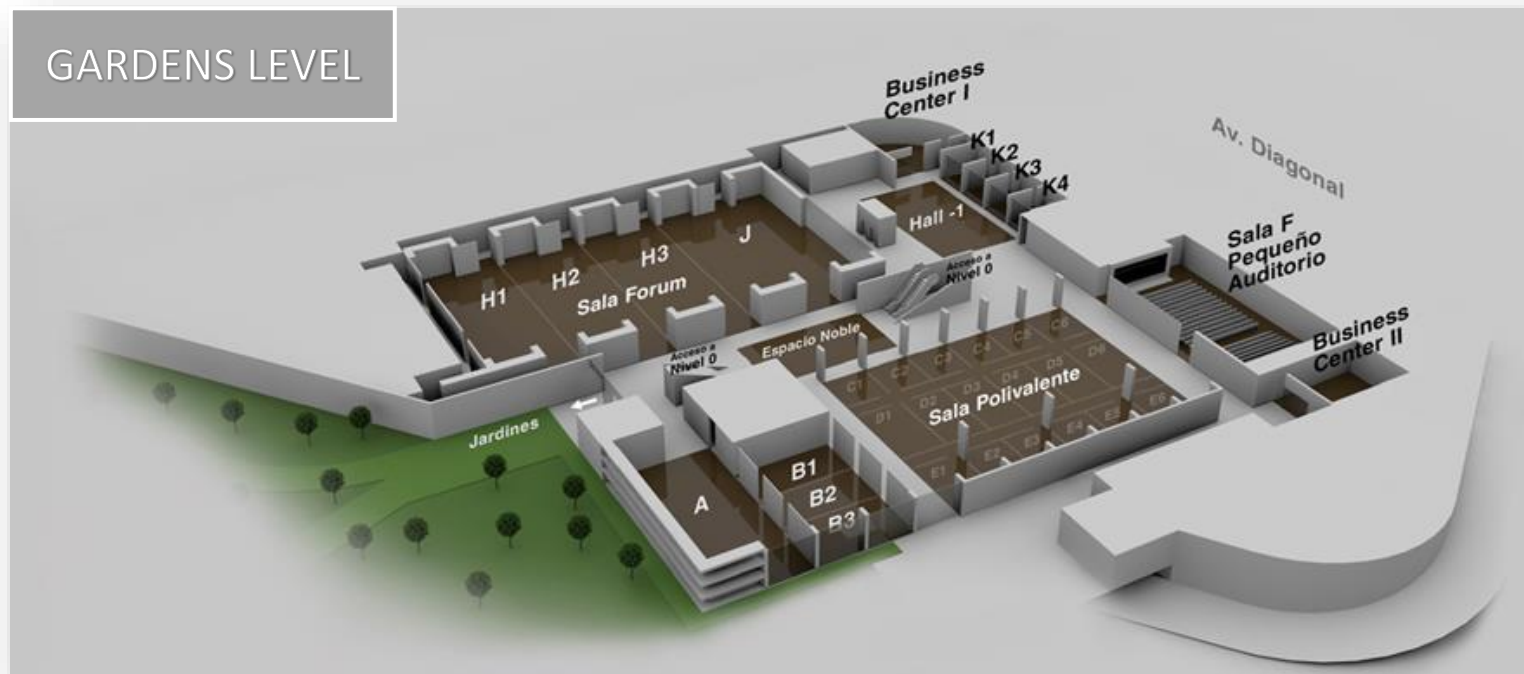 GARDENS LEVEL
Business
Center I
K1
K2
K3
K4
Av. Diagonal
Hall -1
Sala F
Pequeño
Auditorio
J
H3
H2
H1
Sala Forum
Acceso a
Nivel 0
Business
Center II
Espacio Noble
Acceso a
Nivel 0
C1
C2
C3
C4
C5
C6
D1
D2
D3
D4
D5
D6
Sala Polivalente
E1
E2
E3
E4
E5
E6
Jardines
A
B1
B2
B3